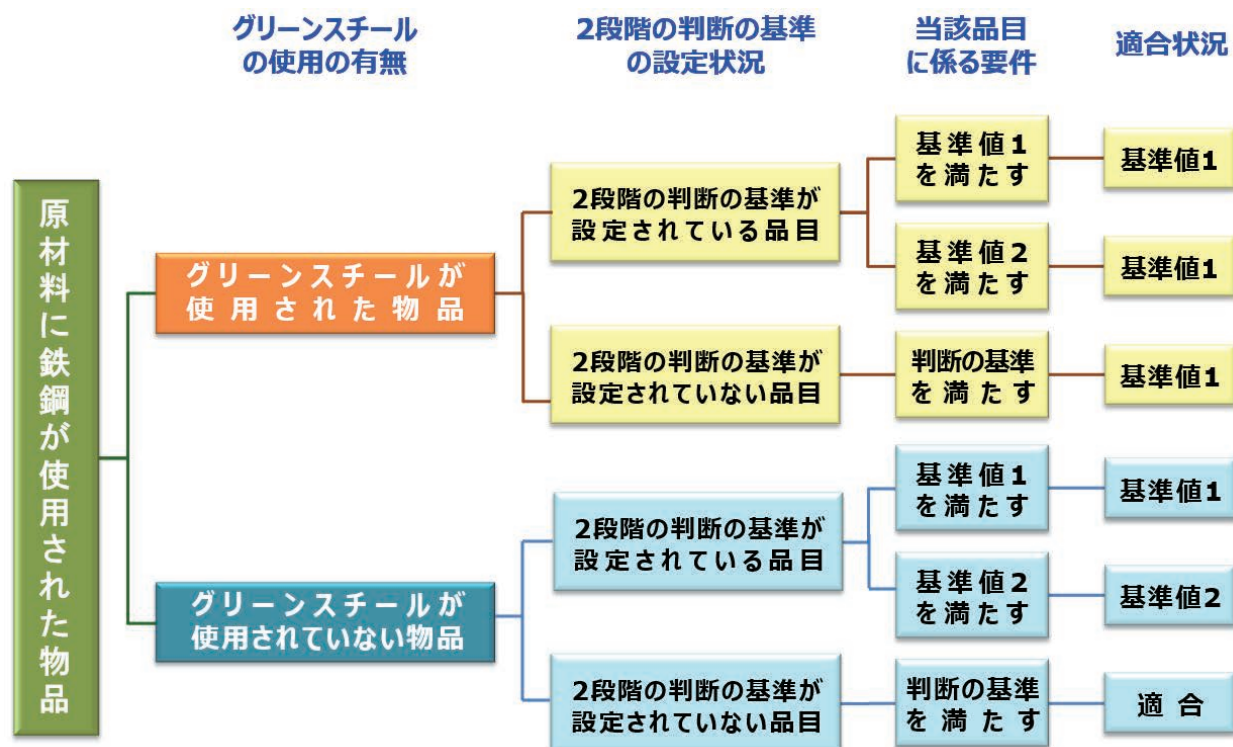 グリーンスチール
の使用の有無
2段階の判断の基準
の設定状況
当該品目
に係る要件
適合状況
原材料に鉄鋼が使用された物品
グリーンスチールが
使用された物品
2段階の判断の基準が
設定されている品目
基準値1
を満たす
基準値1
基準値2
を満たす
基準値1
2段階の判断の基準が
設定されていない品目
判断の基準
を満たす
基準値1
グリーンスチールが
使用されていない物品
2段階の判断の基準が
設定されている品目
基準値1
を満たす
基準値1
基準値2
を満たす
基準値2
2段階の判断の基準が
設定されていない品目
判断の基準
を満たす
適合